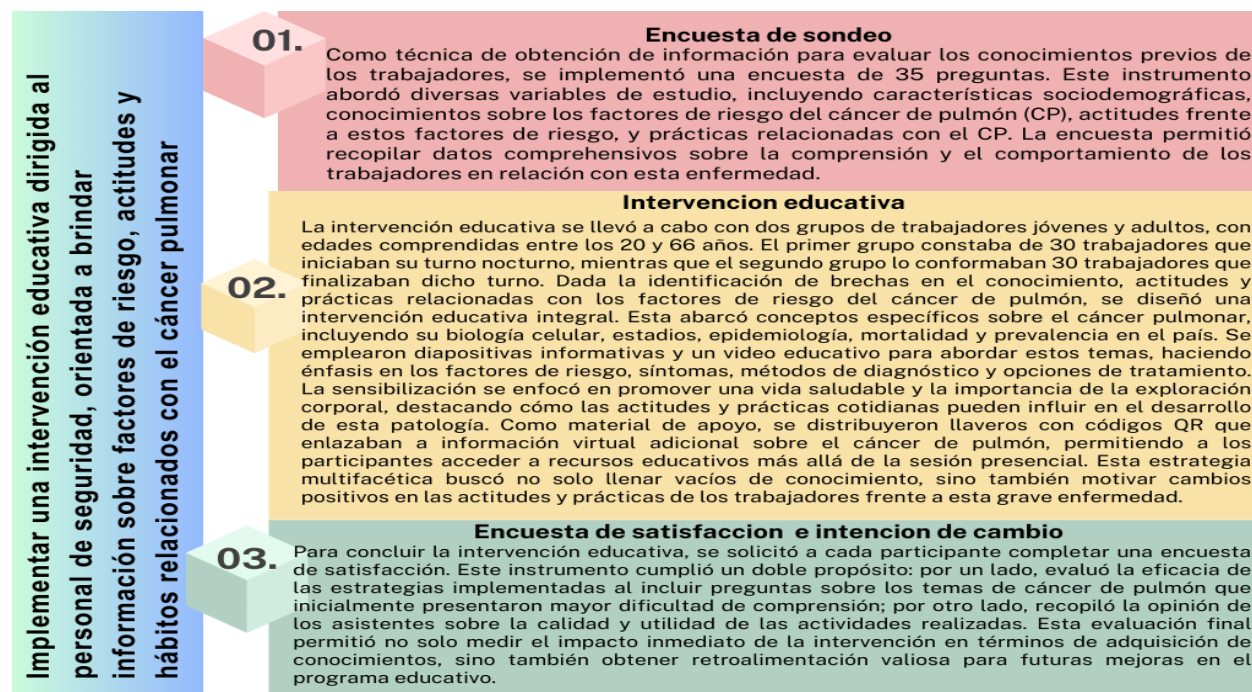 Implementar una intervención educativa dirigida al
personal de seguridad, orientada a brindar
información sobre factores de riesgo, actitudes y
hábitos relacionados con el cáncer pulmonar
01.
Encuesta de sondeo
Como técnica de obtención de información para evaluar los conocimientos previos de
los trabajadores, se implementó una encuesta de 35 preguntas. Este instrumento
abordó diversas variables de estudio, incluyendo características sociodemográficas,
conocimientos sobre los factores de riesgo del cáncer de pulmón (CP), actitudes frente
a estos factores de riesgo, y prácticas relacionadas con el CP. La encuesta permitió
recopilar datos comprehensivos sobre la comprensión y el comportamiento de los
trabajadores en relación con esta enfermedad.
02.
Intervencion educativa
La intervención educativa se llevó a cabo con dos grupos de trabajadores jóvenes y adultos, con
edades comprendidas entre los 20 y 66 años. El primer grupo constaba de 30 trabajadores que
iniciaban su turno nocturno, mientras que el segundo grupo lo conformaban 30 trabajadores que
finalizaban dicho turno. Dada la identificación de brechas en el conocimiento, actitudes y
prácticas relacionadas con los factores de riesgo del cáncer de pulmón, se diseñó una
intervención educativa integral. Esta abarcó conceptos específicos sobre el cáncer pulmonar,
incluyendo su biología celular, estadios, epidemiología, mortalidad y prevalencia en el país. Se
emplearon diapositivas informativas y un video educativo para abordar estos temas, haciendo
énfasis en los factores de riesgo, síntomas, métodos de diagnóstico y opciones de tratamiento.
La sensibilización se enfocó en promover una vida saludable y la importancia de la exploración
corporal, destacando cómo las actitudes y prácticas cotidianas pueden influir en el desarrollo
de esta patología. Como material de apoyo, se distribuyeron llaveros con códigos QR que
enlazaban a información virtual adicional sobre el cáncer de pulmón, permitiendo a los
participantes acceder a recursos educativos más allá de la sesión presencial. Esta estrategia
multifacética buscó no solo llenar vacíos de conocimiento, sino también motivar cambios
positivos en las actitudes y prácticas de los trabajadores frente a esta grave enfermedad.
03.
Encuesta de satisfaccion e intencion de cambio
Para concluir la intervención educativa, se solicitó a cada participante completar una encuesta
de satisfacción. Este instrumento cumplió un doble propósito: por un lado, evaluó la eficacia de
las estrategias implementadas al incluir preguntas sobre los temas de cáncer de pulmón que
inicialmente presentaron mayor dificultad de comprensión; por otro lado, recopiló la opinión de
los asistentes sobre la calidad y utilidad de las actividades realizadas. Esta evaluación final
permitió no solo medir el impacto inmediato de la intervención en términos de adquisición de
conocimientos, sino también obtener retroalimentación valiosa para futuras mejoras en el
programa educativo.